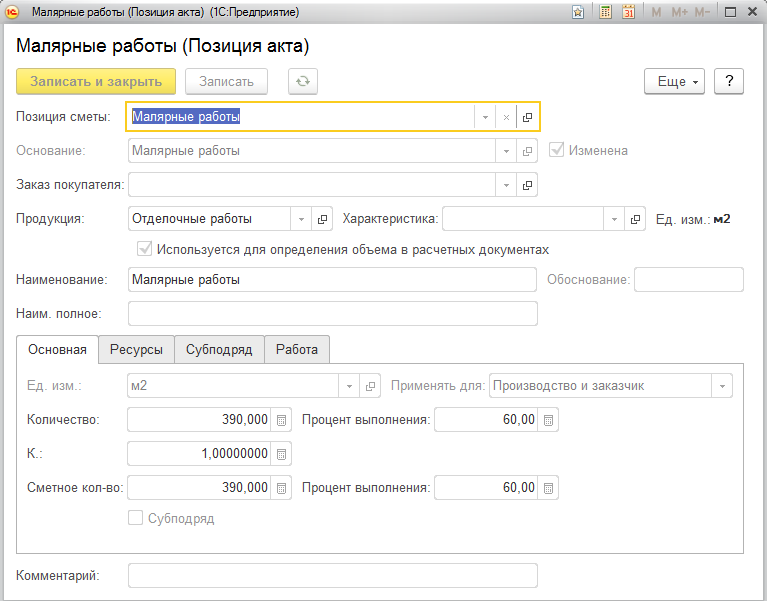 Малярные работы (Позиция акта) (1С:Предприятие)
31 M M+ M-
Малярные работы (Позиция акта)
Записать и закрыть Записать Еще ?
Позиция сметы: Малярные работы
Основание: Малярные работы Изменена
Заказ покупателя:
Продукция: Отделочные работы Характеристика: Ед. изм.: м2
Используется для определения объема в расчетных документах
Наименование: Малярные работы Обоснование:
Наим. полное:
Основная Ресурсы Субподряд Работа
Ед. изм.: м2 Применять для: Производство и заказчик
Количество: 390,000 Процент выполнения: 60,00
К.: 1,00000000
Сметное кол-во: 390,000 Процент выполнения: 60,00
Субподряд
Комментарий: